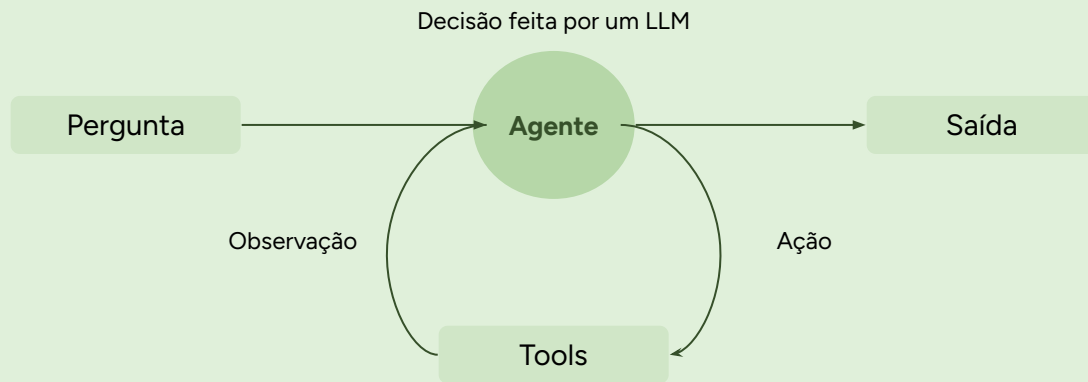 Decisão feita por um LLM
Pergunta
Agente
Saída
Observação
Ação
Tools